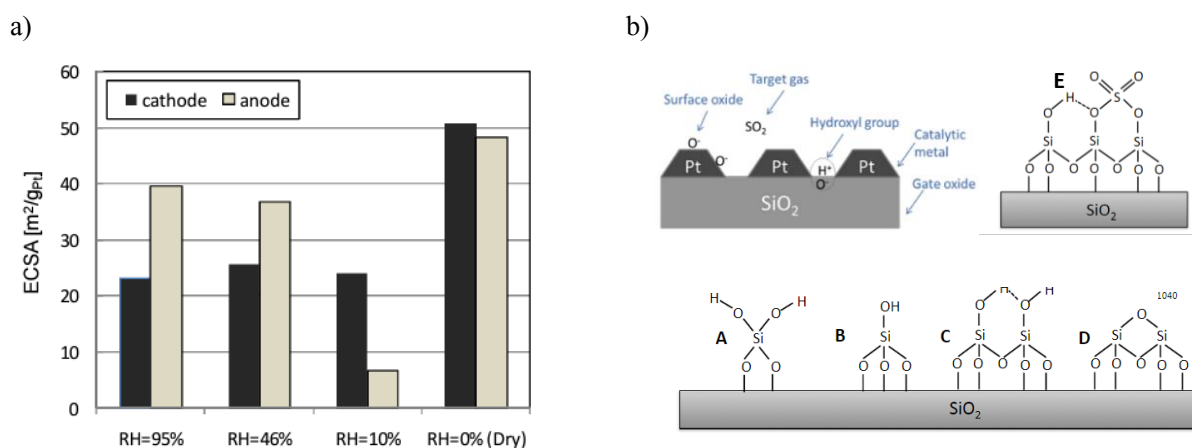 a)
b)
60
50
40
30
20
10
0
ECSA [m²/gPt]
cathode
anode
RH=95%
RH=46%
RH=10%
RH=0% (Dry)
Target gas
Surface oxide
SO₂
Hydroxyl group
Catalytic
metal
O⁻
O⁻
Pt
Pt
H⁺
Pt
O⁻
SiO₂
Gate oxide
E
O
O
H
S
O
O
O
Si
Si
Si
O
O
O
O
O
O
O
SiO₂
H
H
O
O
A
Si
O
O
OH
B
Si
O
O
O
H
H
O
O
C
Si
Si
O
O
O
O
O
1040
O
D
Si
Si
O
O
O
O
O
SiO₂